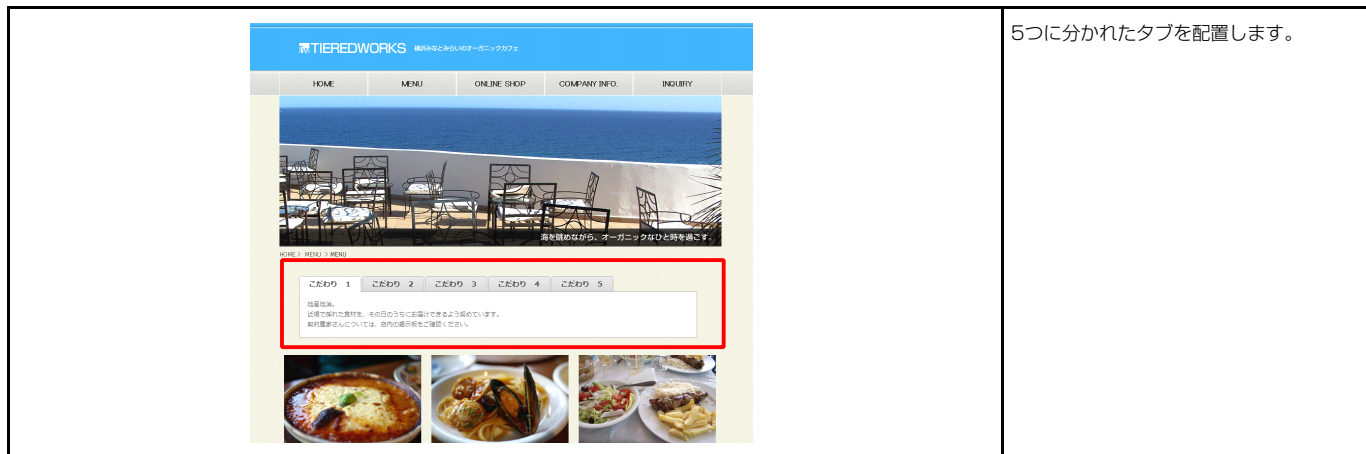 TIEREDWORKS 横浜みなとみらいのオーガニックカフェ
HOME MENU ONLINE SHOP COMPANY INFO. INQUIRY
海を眺めながら、オーガニックなひと時を過ごす。
HOME > MENU > MENU
こだわり 1 こだわり 2 こだわり 3 こだわり 4 こだわり 5
地産地消。
近場で採れた食材を、その日のうちにお届けできるよう努めています。
契約農家さんについては、店内の掲示板をご確認ください。
5つに分かれたタブを配置します。